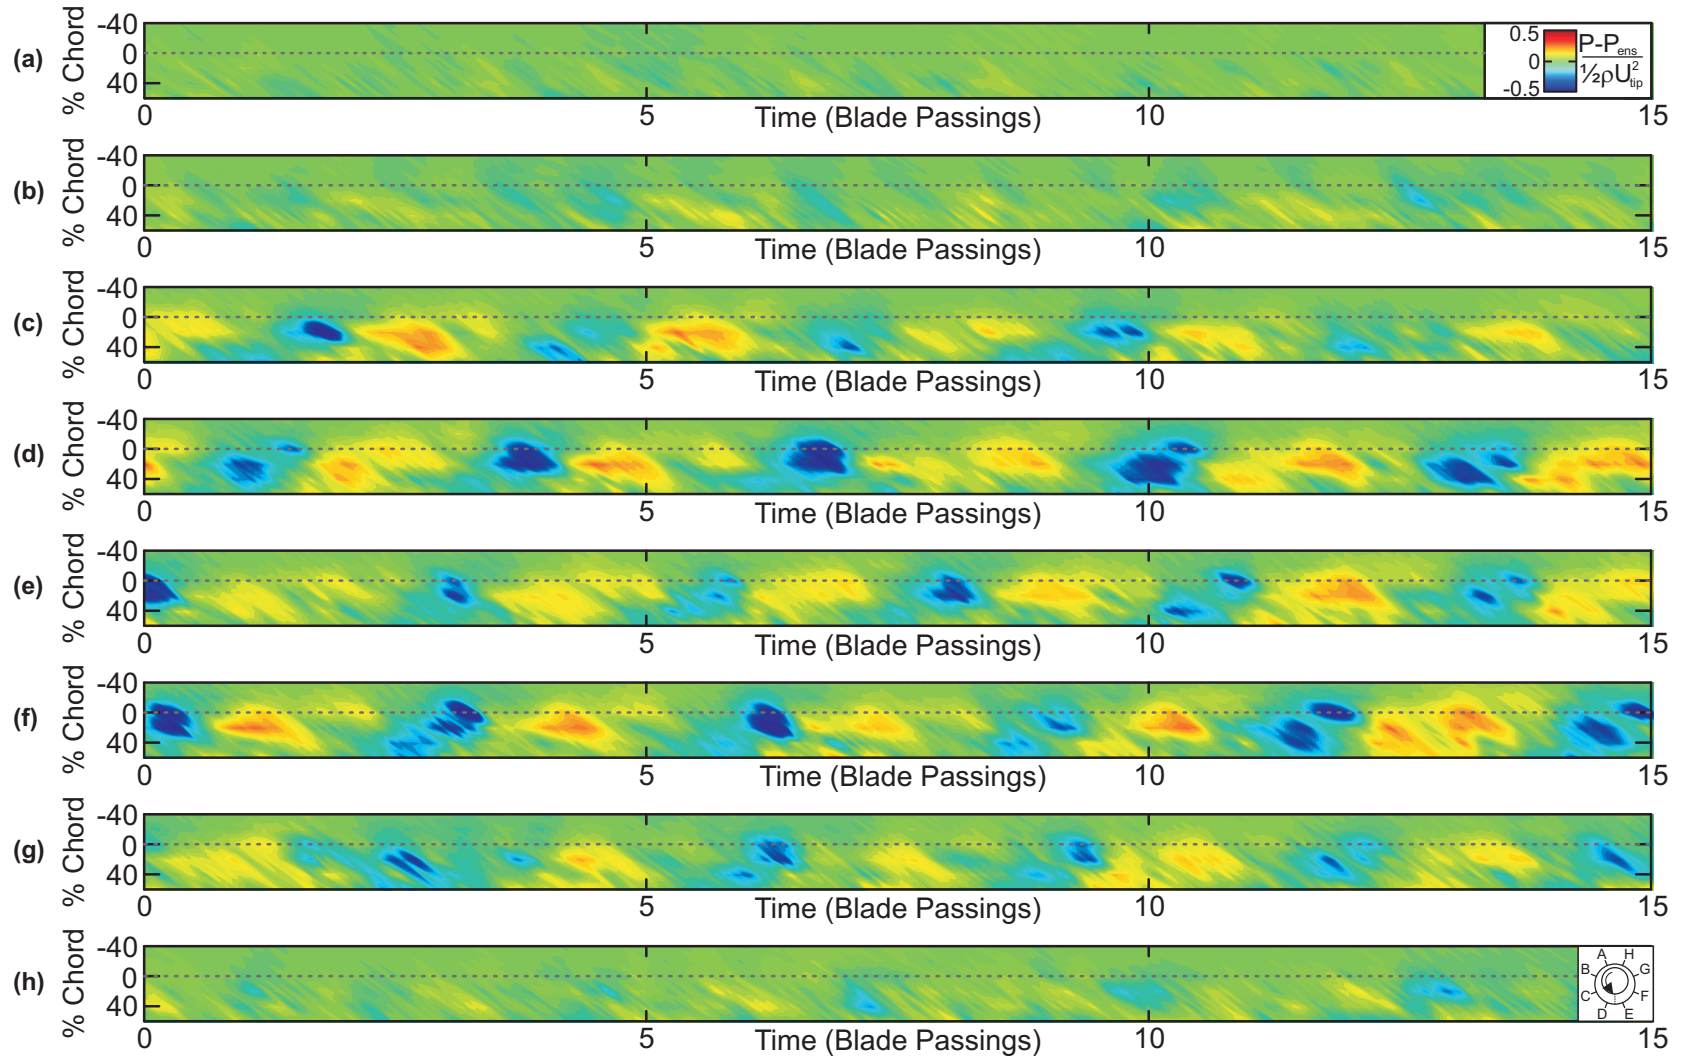 (a) % Chord -40 0 40
0.5 0 -0.5 P-Pens ½ρU²tip
0 5 Time (Blade Passings) 10 15
(b) % Chord -40 0 40
0 5 Time (Blade Passings) 10 15
(c) % Chord -40 0 40
0 5 Time (Blade Passings) 10 15
(d) % Chord -40 0 40
0 5 Time (Blade Passings) 10 15
(e) % Chord -40 0 40
0 5 Time (Blade Passings) 10 15
(f) % Chord -40 0 40
0 5 Time (Blade Passings) 10 15
(g) % Chord -40 0 40
0 5 Time (Blade Passings) 10 15
(h) % Chord -40 0 40
A H
B G
C F
D E
0 5 Time (Blade Passings) 10 15